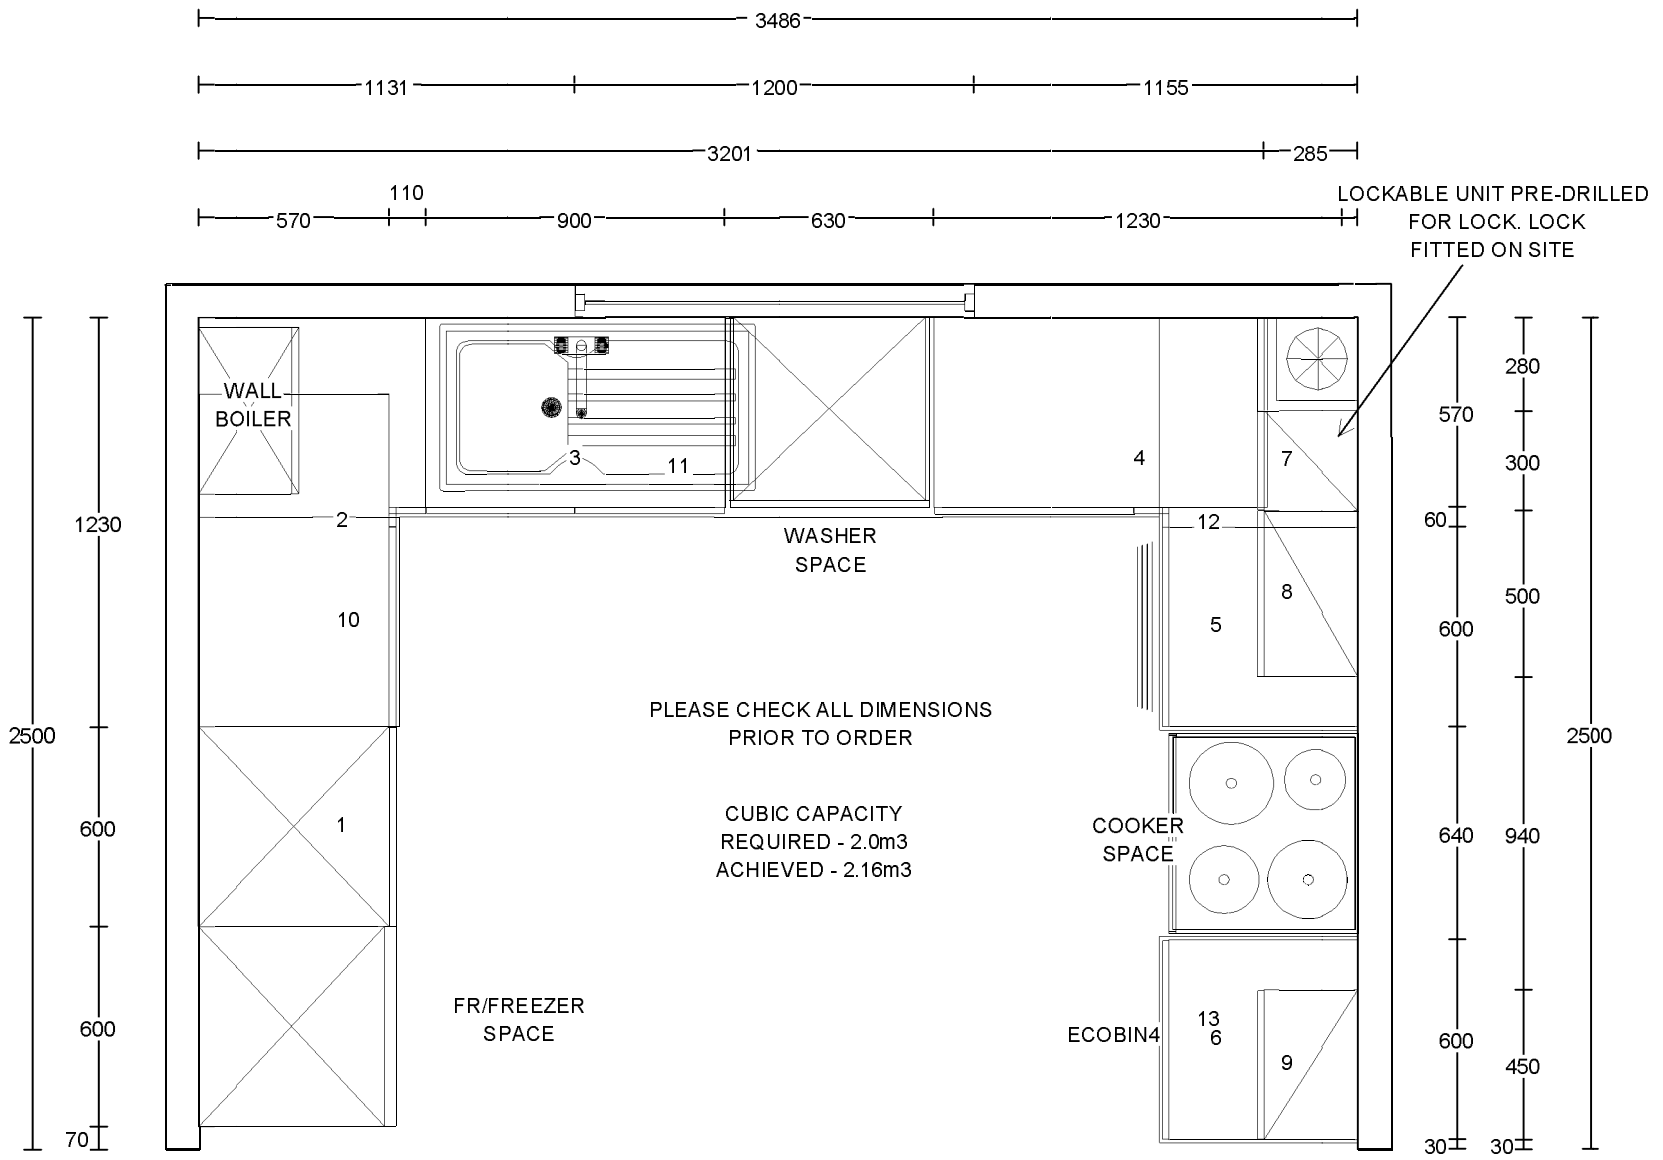 3486
1131 1200 1155
3201 285
110
570 900 630 1230
LOCKABLE UNIT PRE-DRILLED
FOR LOCK. LOCK
FITTED ON SITE
WALL
BOILER
3
11
4
7
280
570
300
1230
2
WASHER
SPACE
12
60
10
5
8
500
600
2500
PLEASE CHECK ALL DIMENSIONS
PRIOR TO ORDER
2500
600
1
CUBIC CAPACITY
REQUIRED - 2.0m3
ACHIEVED - 2.16m3
COOKER
SPACE
640
940
600
FR/FREEZER
SPACE
ECOBIN4
13
6
9
600
450
70
30
30